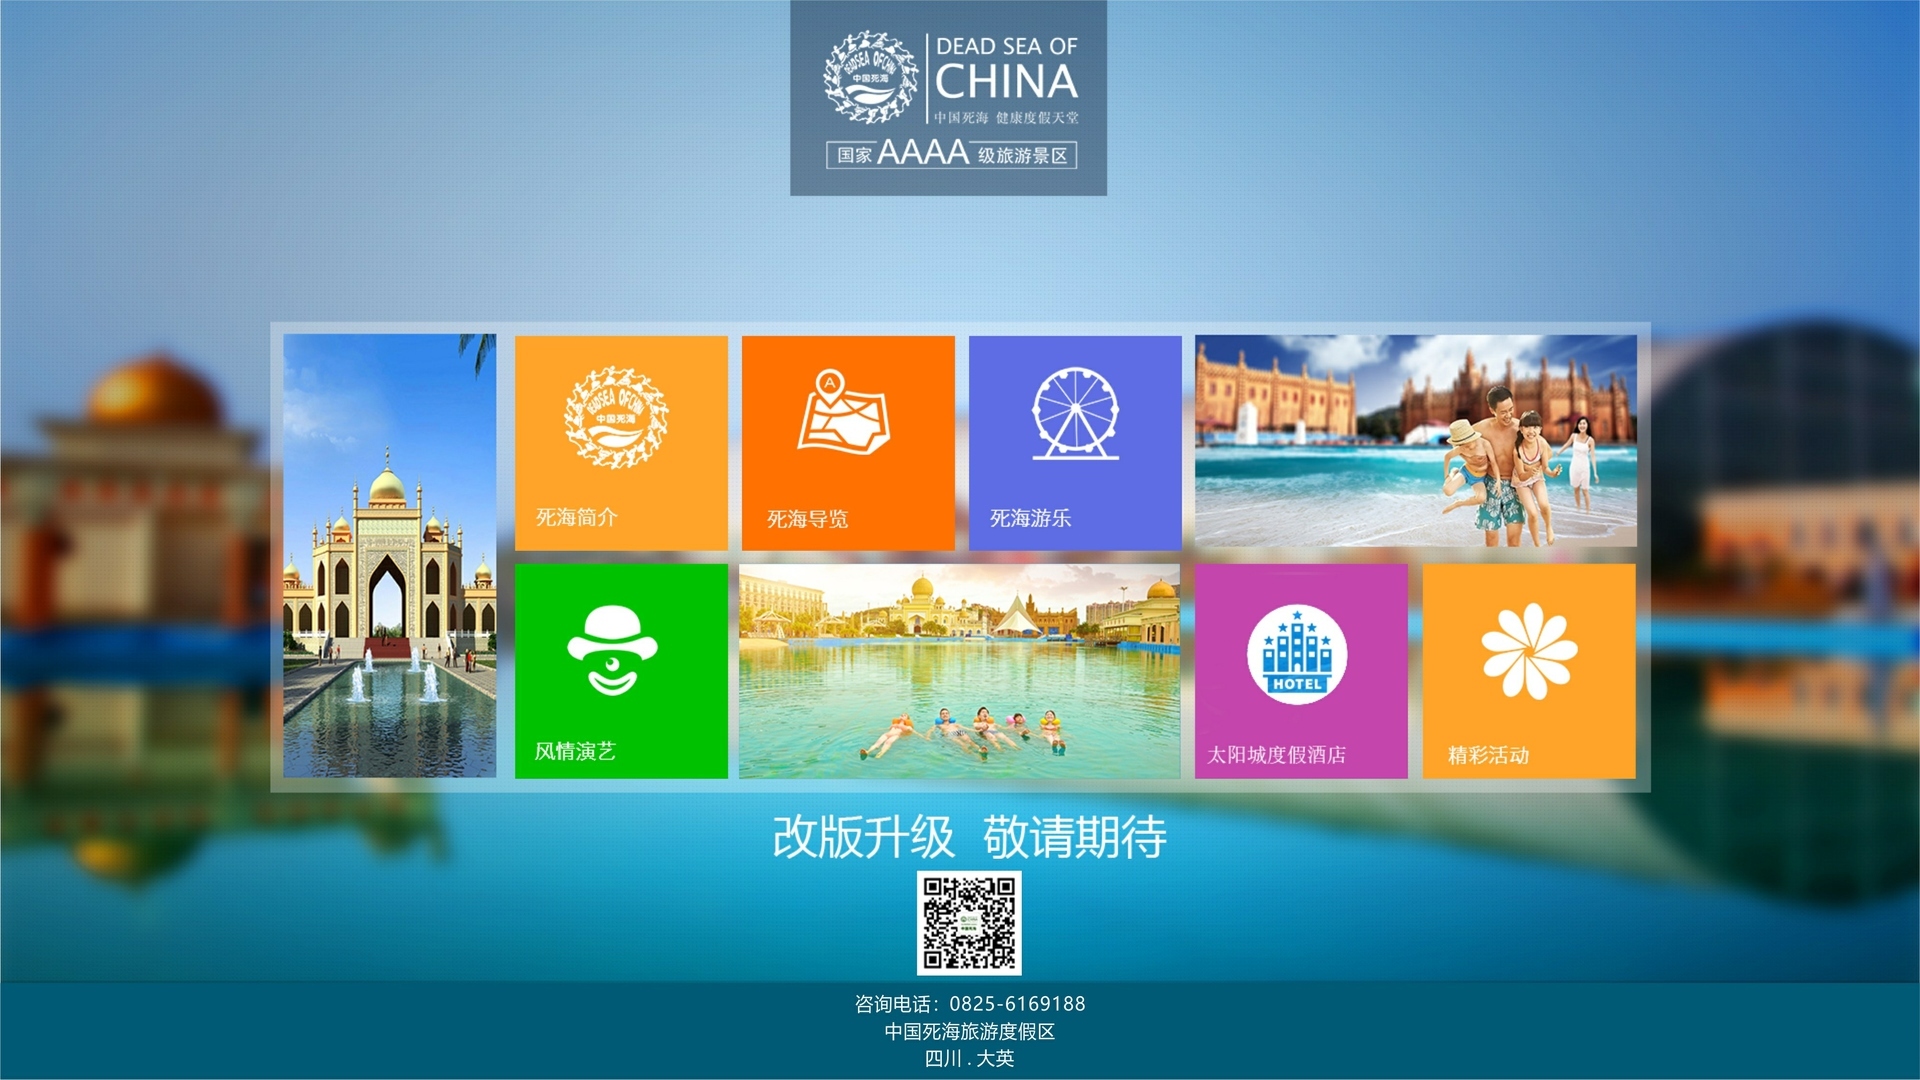 DEADSEA OFCHN
中国死海
DEAD SEA OF
CHINA
中国死海 健康度假天堂
国家AAAA级旅游景区
DEADSEA OFCHN
中国死海
死海简介
A
死海导览
死海游乐
风情演艺
HOTEL
太阳城度假酒店
精彩活动
改版升级 敬请期待
咨询电话：0825-6169188
中国死海旅游度假区
四川 . 大英